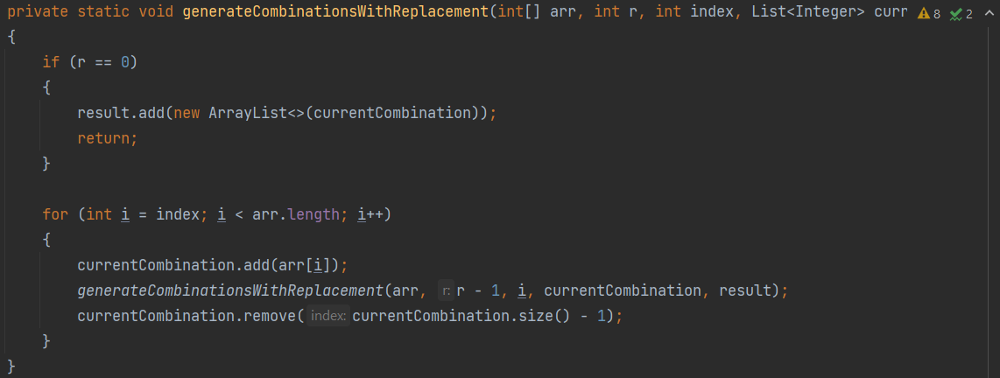 private static void generateCombinationsWithReplacement(int[] arr, int r, int index, List<Integer> curr 8 2
{
if (r == 0)
{
result.add(new ArrayList<>(currentCombination));
return;
}
for (int i = index; i < arr.length; i++)
{
currentCombination.add(arr[i]);
generateCombinationsWithReplacement(arr, r: r - 1, i, currentCombination, result);
currentCombination.remove( index: currentCombination.size() - 1);
}
}